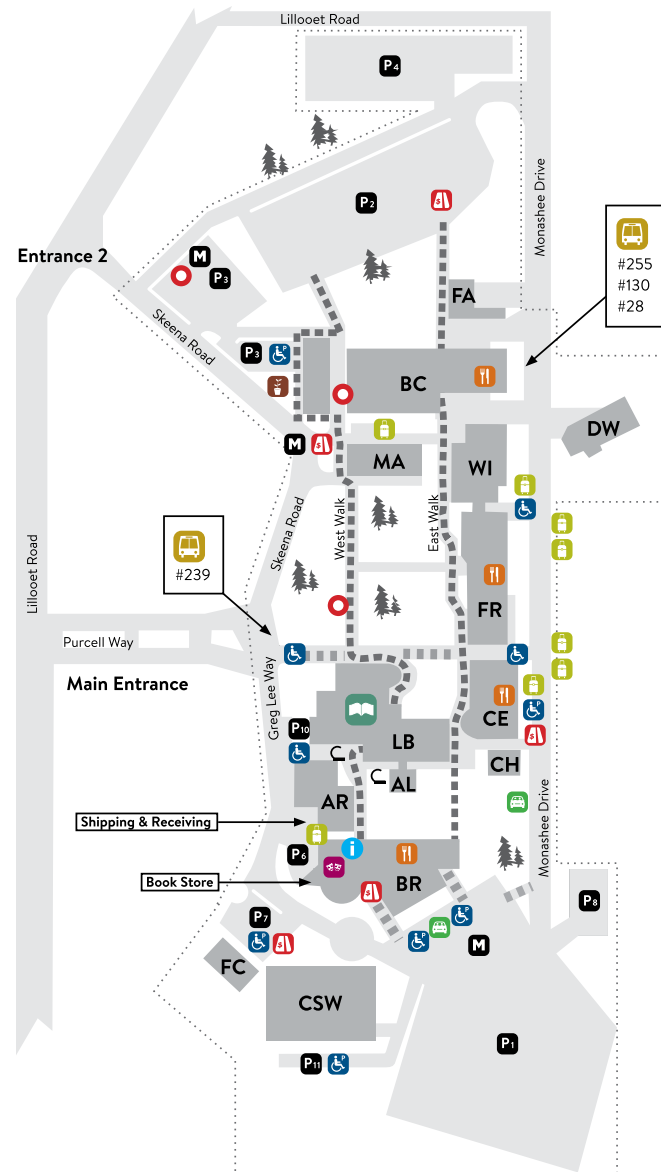 Lillooet Road
P4
Monashee Drive
P2
$
Entrance 2
M
P3
#255
#130
#28
FA
Skeena Road
P3
P
BC
DW
M
$
MA
WI
Skeena Road
West Walk
East Walk
#239
Lillooet Road
FR
Purcell Way
Main Entrance
Greg Lee Way
CE
P
P10
$
LB
CH
AL
AR
Monashee Drive
Shipping & Receiving
P6
i
Book Store
BR
$
P8
P7
P
$
P
P
M
FC
CSW
P1
P11
P